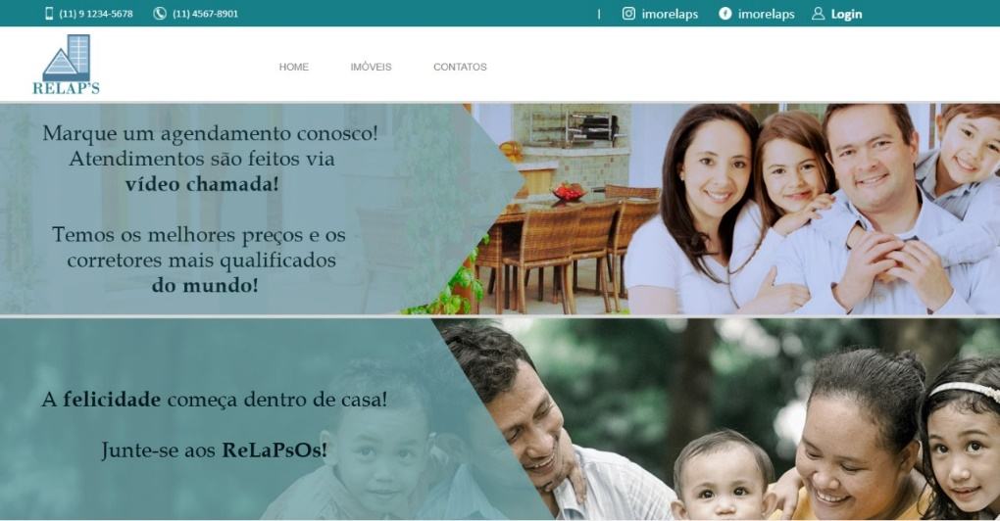 (11) 9 1234-5678 (11) 4567-8901 | imorelaps imorelaps Login
RELAP'S
HOME IMÓVEIS CONTATOS
Marque um agendamento conosco!
Atendimentos são feitos via
vídeo chamada!
Temos os melhores preços e os
corretores mais qualificados
do mundo!
A felicidade começa dentro de casa!
Junte-se aos ReLaPsOs!